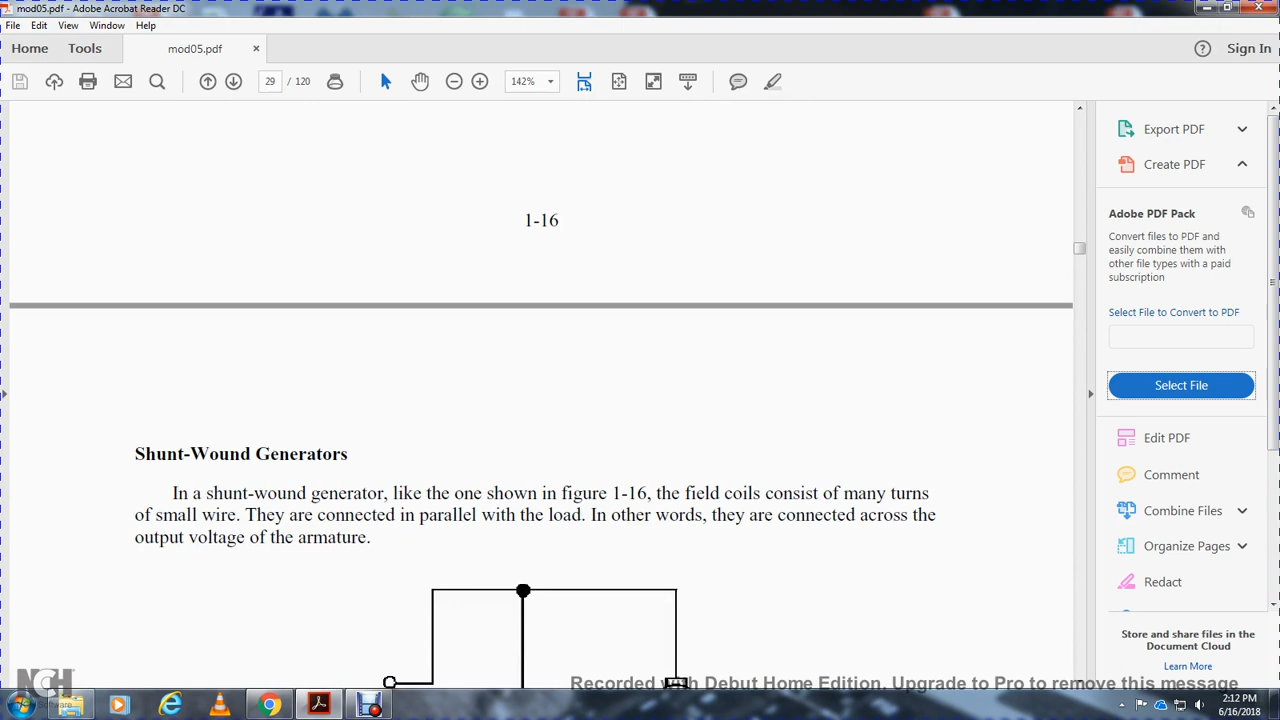 mod05.pdf - Adobe Acrobat Reader DC
File Edit View Window Help
Home Tools mod05.pdf × Sign In
29 / 120 142%
Export PDF
Create PDF
1-16
Adobe PDF Pack
Convert files to PDF and
easily combine them with
other file types with a paid
subscription
Select File to Convert to PDF
Select File
Edit PDF
Shunt-Wound Generators
Comment
In a shunt-wound generator, like the one shown in figure 1-16, the field coils consist of many turns
of small wire. They are connected in parallel with the load. In other words, they are connected across the
output voltage of the armature.
Combine Files
Organize Pages
Redact
Store and share files in the
Document Cloud
Learn More
NCH
Software
Recorded with Debut Home Edition. Upgrade to Pro to remove this message
2:12 PM
6/16/2018